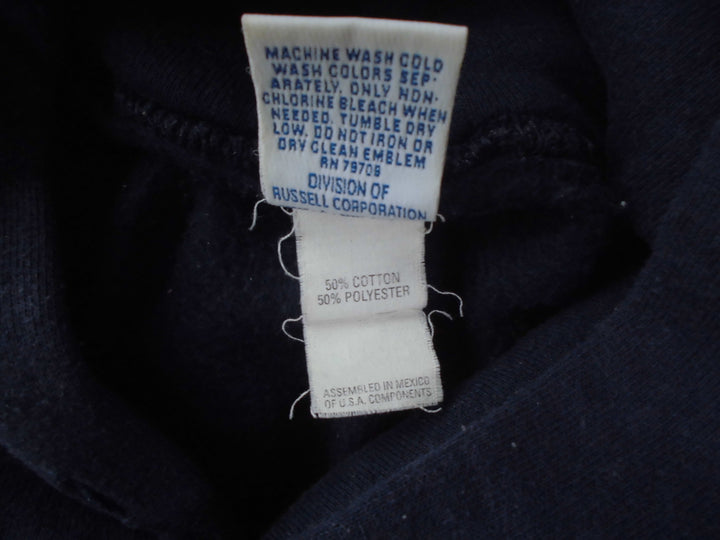 MACHINE WASH COLD
WASH COLORS SEP-
ARATELY. ONLY NON-
CHLORINE BLEACH WHEN
NEEDED. TUMBLE DRY
LOW. DO NOT IRON OR
DRY CLEAN EMBLEM
RN 79709
DIVISION OF
RUSSELL CORPORATION
50% COTTON
50% POLYESTER
ASSEMBLED IN MEXICO
OF U.S.A. COMPONENTS